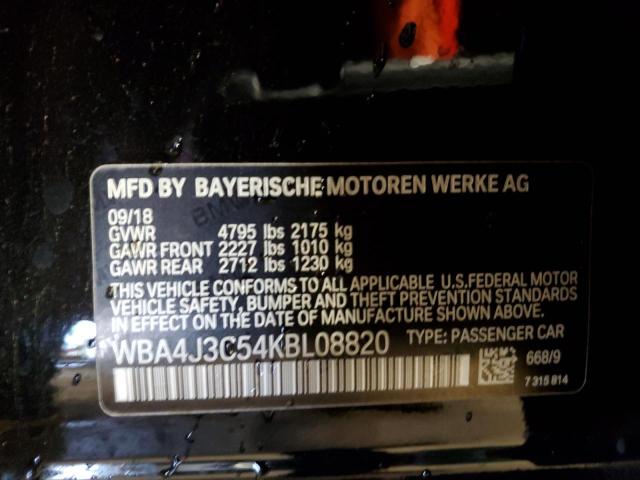 MFD BY BAYERISCHE MOTOREN WERKE AG
09/18
GVWR 4795 lbs 2175 kg
GAWR FRONT 2227 lbs 1010 kg
GAWR REAR 2712 lbs 1230 kg
THIS VEHICLE CONFORMS TO ALL APPLICABLE U.S.FEDERAL MOTOR
VEHICLE SAFETY, BUMPER AND THEFT PREVENTION STANDARDS
IN EFFECT ON THE DATE OF MANUFACTURE SHOWN ABOVE.
WBA4J3C54KBL08820 TYPE: PASSENGER CAR
668/9
7 315 814